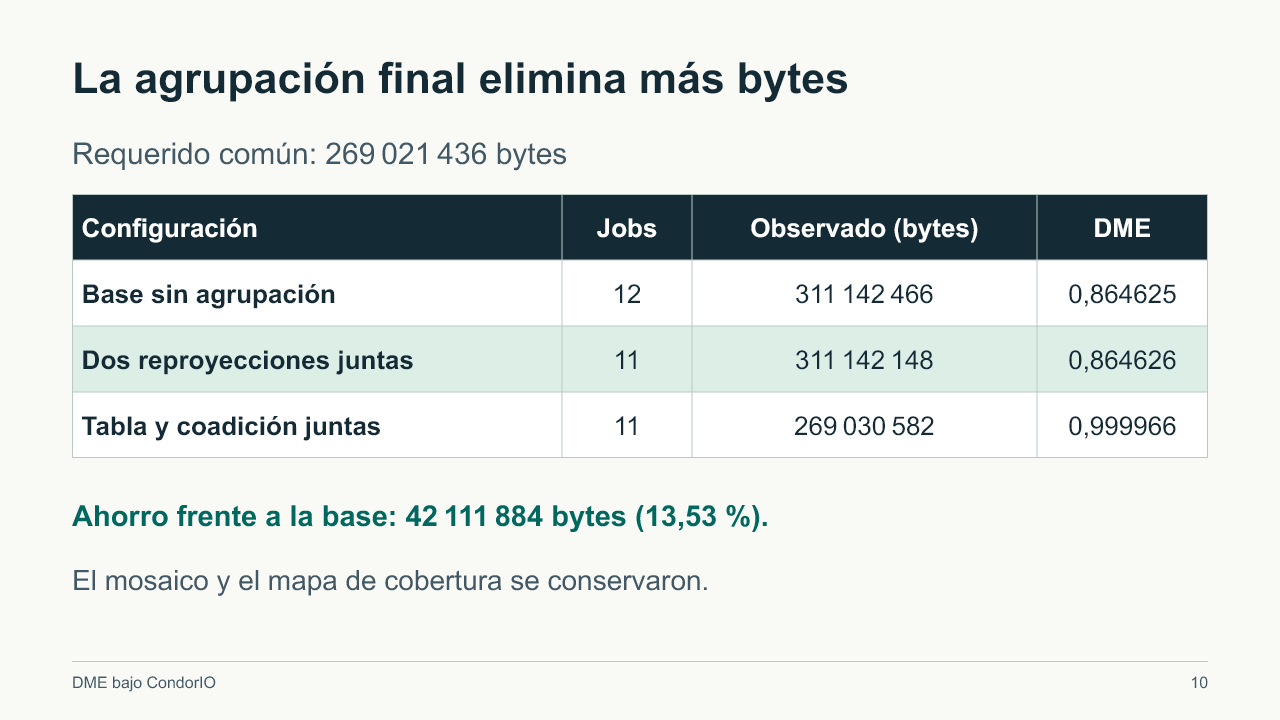 La agrupación final elimina más bytes
Requerido común: 269 021 436 bytes
Configuración Jobs Observado (bytes) DME
Base sin agrupación 12 311 142 466 0,864625
Dos reproyecciones juntas 11 311 142 148 0,864626
Tabla y coadición juntas 11 269 030 582 0,999966
Ahorro frente a la base: 42 111 884 bytes (13,53 %).
El mosaico y el mapa de cobertura se conservaron.
DME bajo CondorIO 10